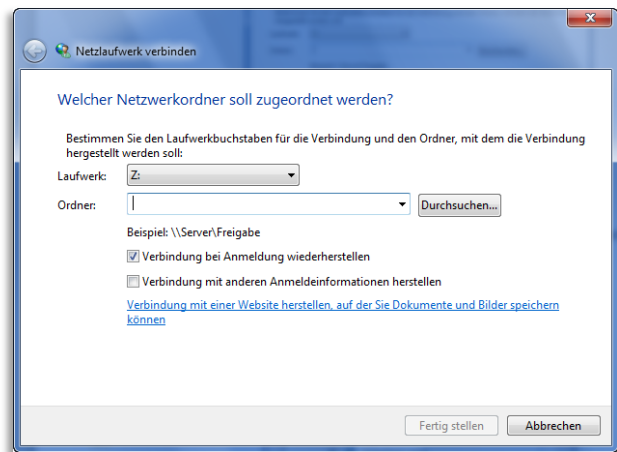 Netzlaufwerk verbinden
Welcher Netzwerkordner soll zugeordnet werden?
Bestimmen Sie den Laufwerkbuchstaben für die Verbindung und den Ordner, mit dem die Verbindung
hergestellt werden soll:
Laufwerk: Z:
Ordner: Durchsuchen...
Beispiel: \\Server\Freigabe
Verbindung bei Anmeldung wiederherstellen
Verbindung mit anderen Anmeldeinformationen herstellen
Verbindung mit einer Website herstellen, auf der Sie Dokumente und Bilder speichern
können
Fertig stellen Abbrechen